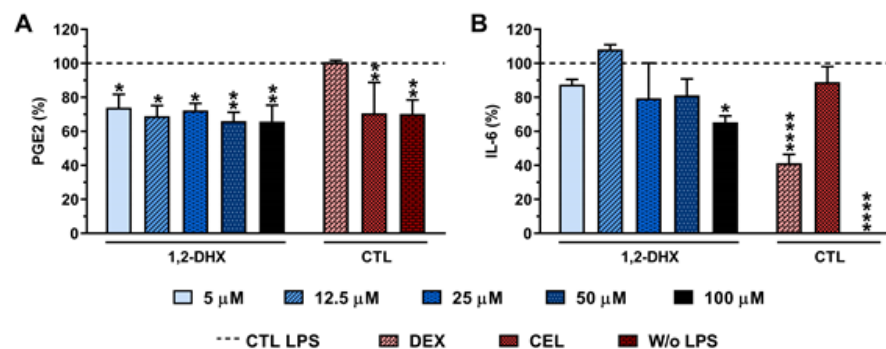 A
B
120
100
80
60
40
20
0
PGE2 (%)
*
*
*
**
**
**
**
1,2-DHX
CTL
120
100
80
60
40
20
0
IL-6 (%)
*
****
****
1,2-DHX
CTL
5 μM
12.5 μM
25 μM
50 μM
100 μM
CTL LPS
DEX
CEL
W/o LPS